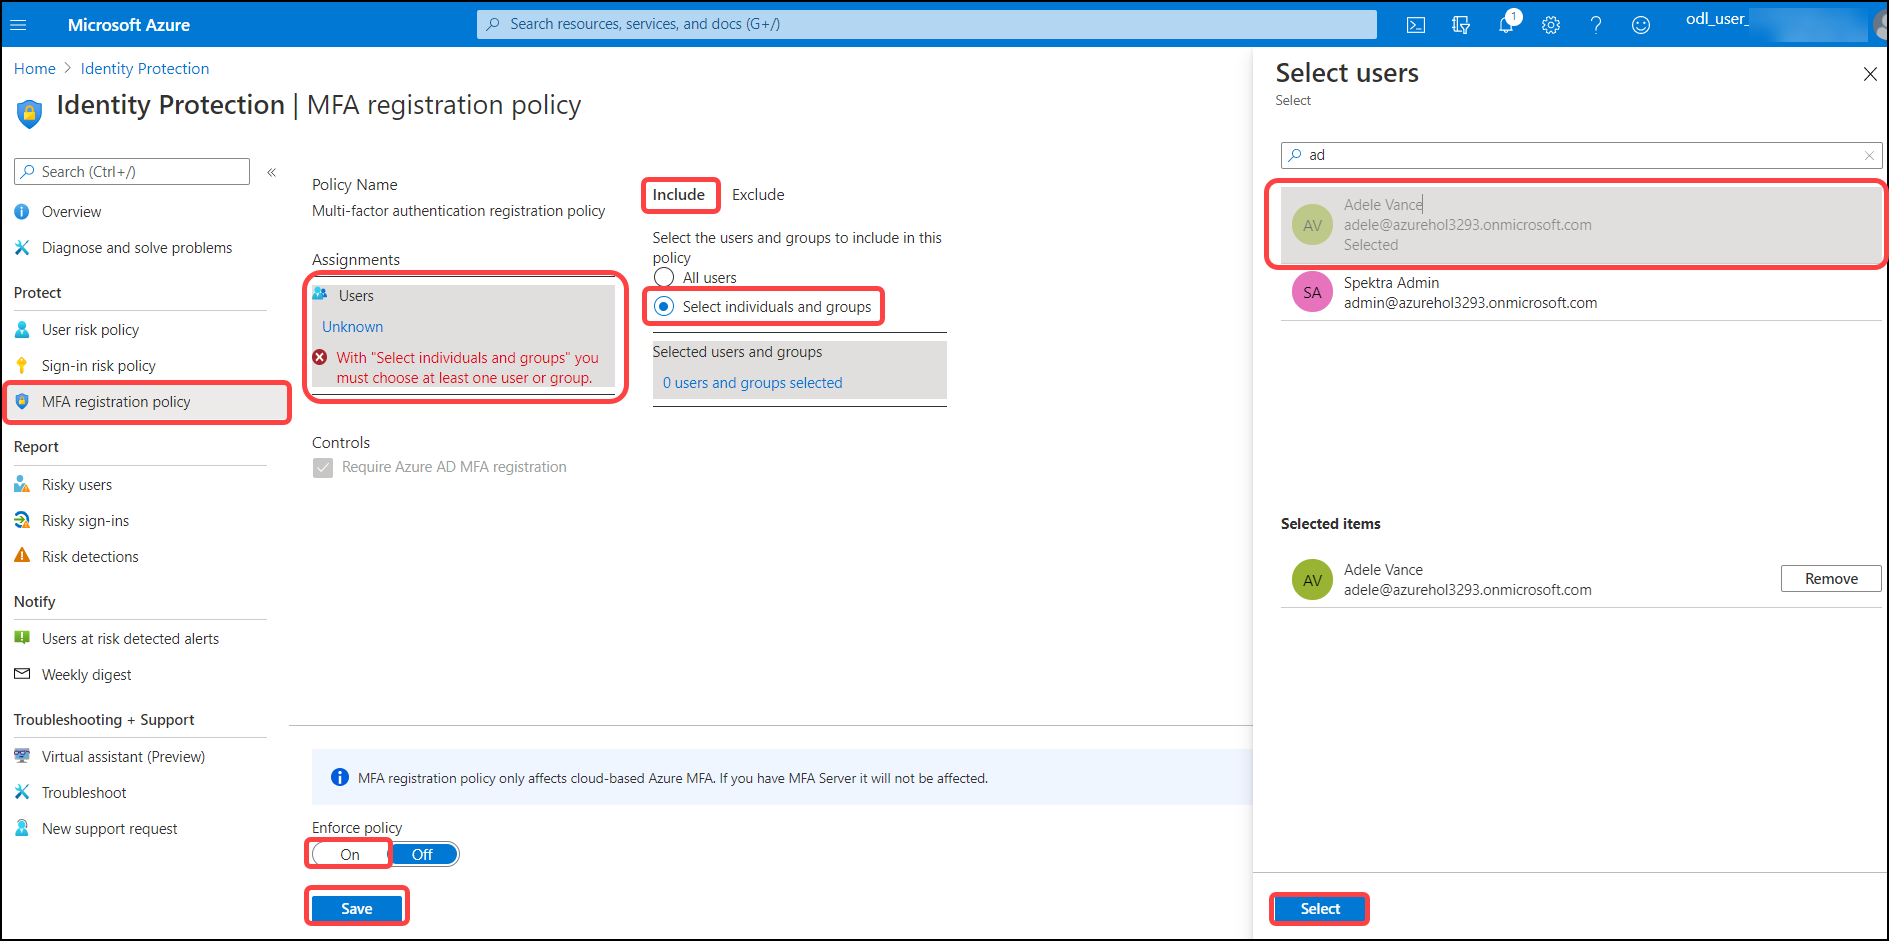 Microsoft Azure
Search resources, services, and docs (G+/)
1
odl_user_
Home > Identity Protection
Identity Protection | MFA registration policy
Search (Ctrl+/)
«
Overview
Diagnose and solve problems
Protect
User risk policy
Sign-in risk policy
MFA registration policy
Report
Risky users
Risky sign-ins
Risk detections
Notify
Users at risk detected alerts
Weekly digest
Troubleshooting + Support
Virtual assistant (Preview)
Troubleshoot
New support request
Policy Name
Multi-factor authentication registration policy
Assignments
Users
Unknown
With "Select individuals and groups" you
must choose at least one user or group.
Controls
Require Azure AD MFA registration
Include Exclude
Select the users and groups to include in this
policy
All users
Select individuals and groups
Selected users and groups
0 users and groups selected
MFA registration policy only affects cloud-based Azure MFA. If you have MFA Server it will not be affected.
Enforce policy
On Off
Save
Select users
Select
ad
AV
Adele Vance
adele@azurehol3293.onmicrosoft.com
Selected
SA
Spektra Admin
admin@azurehol3293.onmicrosoft.com
Selected items
AV
Adele Vance
adele@azurehol3293.onmicrosoft.com
Remove
Select